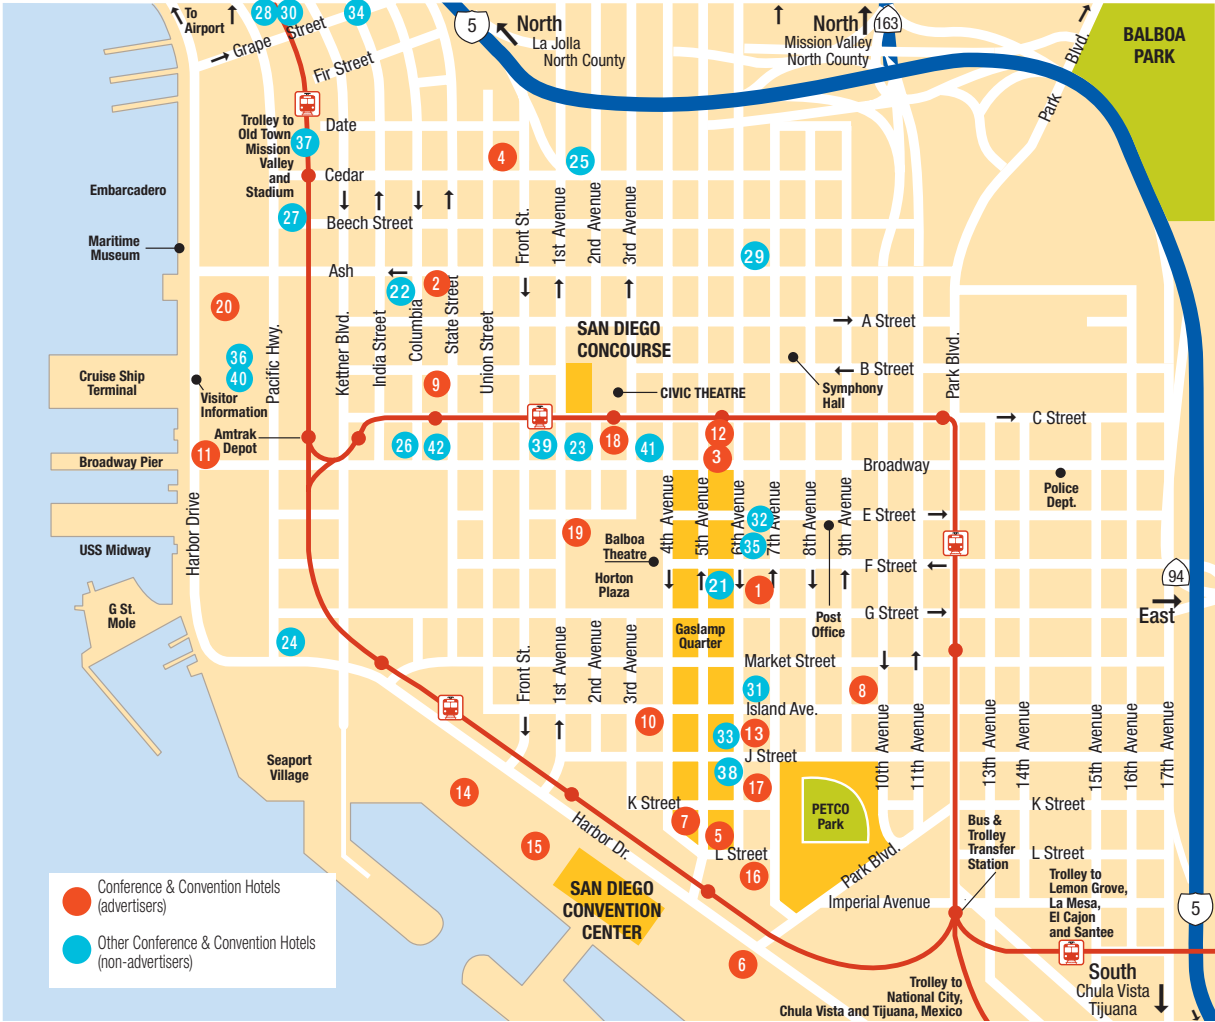 To
Airport
28
30
34
Grape Street
Fir Street
5
North
La Jolla
North County
North
Mission Valley
North County
163
Park Blvd.
BALBOA
PARK
Trolley to
Old Town
Mission
Valley
and
Stadium
37
Date
Cedar
4
25
Embarcadero
27
Beech Street
Front St.
1st Avenue
2nd Avenue
3rd Avenue
Maritime
Museum
29
Ash
22
2
20
Pacific Hwy.
Kettner Blvd.
India Street
Columbia
State Street
Union Street
SAN DIEGO
CONCOURSE
A Street
B Street
Park Blvd.
36
40
Cruise Ship
Terminal
Visitor
Information
9
CIVIC THEATRE
Symphony
Hall
C Street
Amtrak
Depot
11
26
42
39
23
18
41
12
3
Broadway Pier
Broadway
Police
Dept.
Harbor Drive
4th Avenue
5th Avenue
6th Avenue
7th Avenue
8th Avenue
9th Avenue
E Street
32
35
19
Balboa
Theatre
Horton
Plaza
USS Midway
F Street
94
East
21
1
G St.
Mole
Post
Office
G Street
Gaslamp
Quarter
24
Front St.
1st Avenue
2nd Avenue
3rd Avenue
Market Street
31
8
Island Ave.
10
33
13
J Street
10th Avenue
11th Avenue
13th Avenue
14th Avenue
15th Avenue
16th Avenue
17th Avenue
Seaport
Village
38
17
14
K Street
PETCO
Park
K Street
7
5
Harbor Dr.
15
L Street
16
Park Blvd.
Bus &
Trolley
Transfer
Station
L Street
Trolley to
Lemon Grove,
La Mesa,
El Cajon
and Santee
Imperial Avenue
SAN DIEGO
CONVENTION
CENTER
5
Conference & Convention Hotels
(advertisers)
Other Conference & Convention Hotels
(non-advertisers)
6
Trolley to
National City,
Chula Vista and Tijuana, Mexico
South
Chula Vista
Tijuana